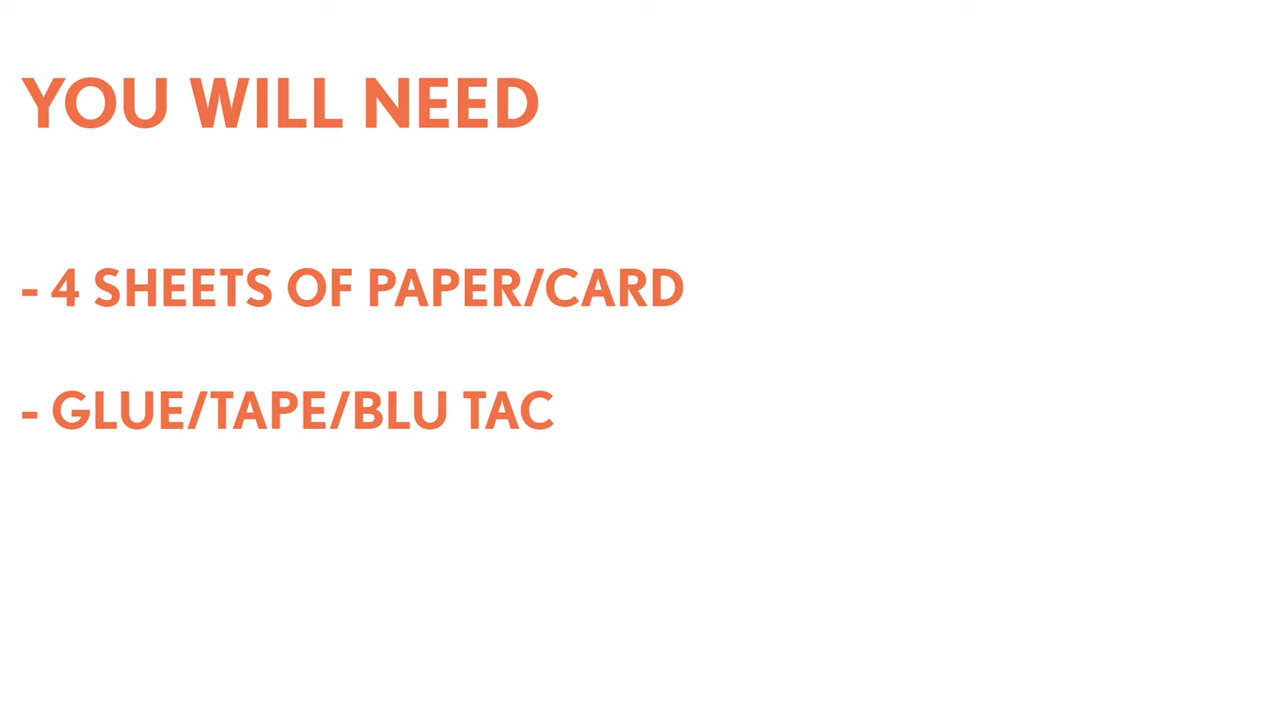 YOU WILL NEED
- 4 SHEETS OF PAPER/CARD
- GLUE/TAPE/BLU TAC